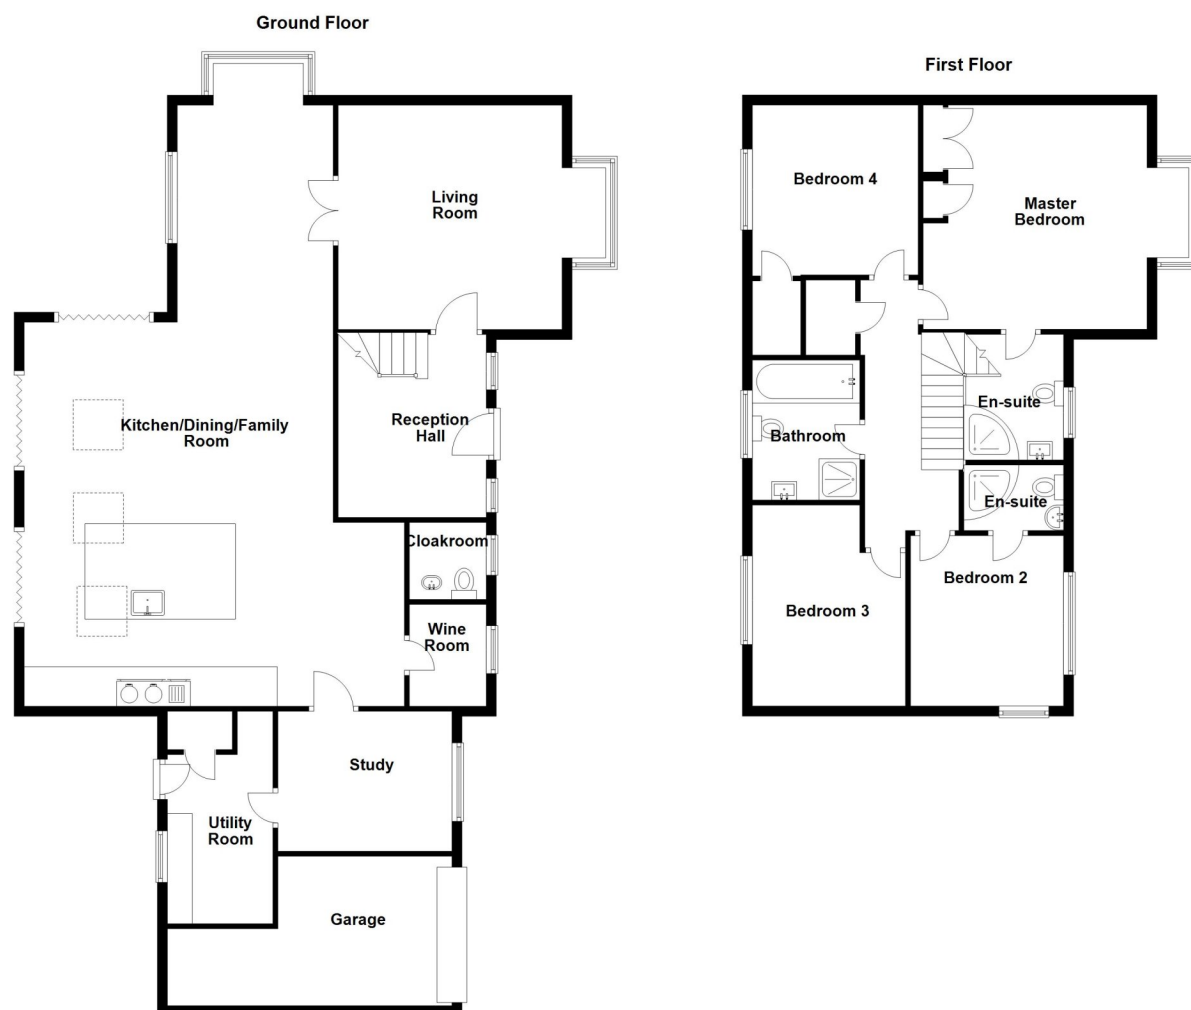 Ground Floor
Living
Room
Kitchen/Dining/Family
Room
Reception
Hall
Cloakroom
Wine
Room
Study
Utility
Room
Garage
First Floor
Bedroom 4
Master
Bedroom
En-suite
Bathroom
En-suite
Bedroom 2
Bedroom 3